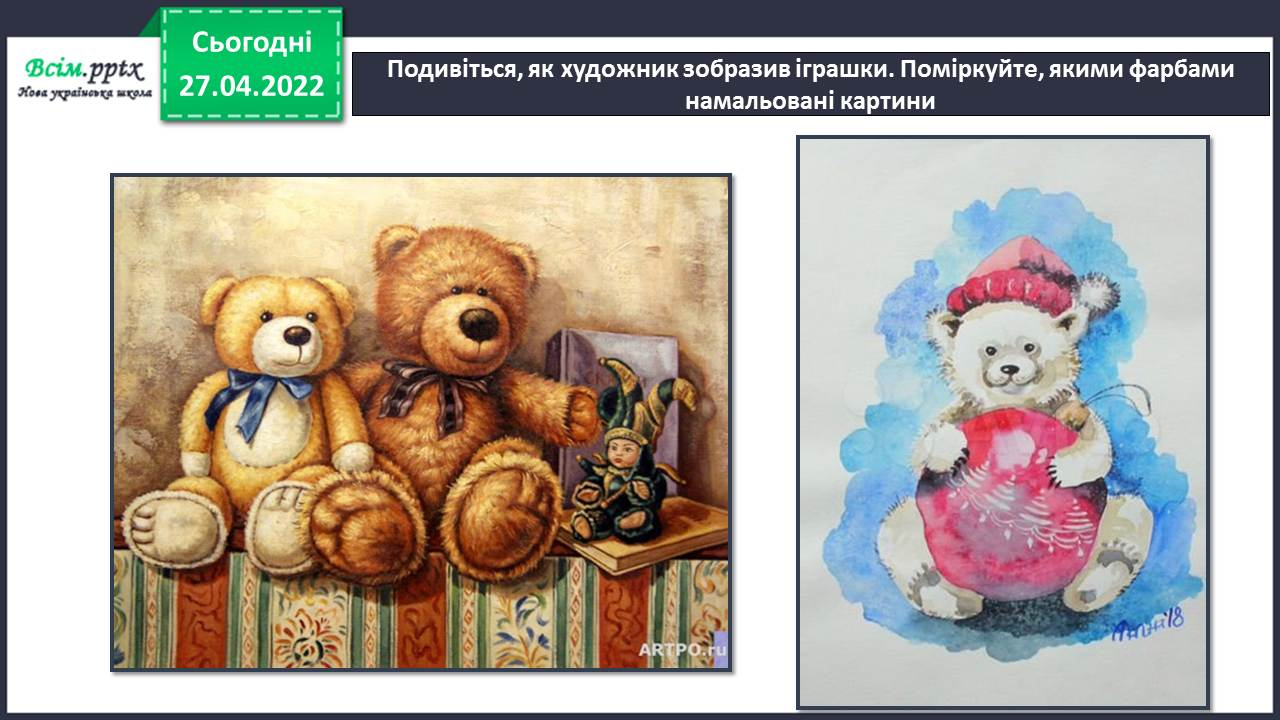 Всім.pptx
Нова українська школа
Сьогодні
27.04.2022
Подивіться, як художник зобразив іграшки. Поміркуйте, якими фарбами
намальовані картини
ARTPO.ru